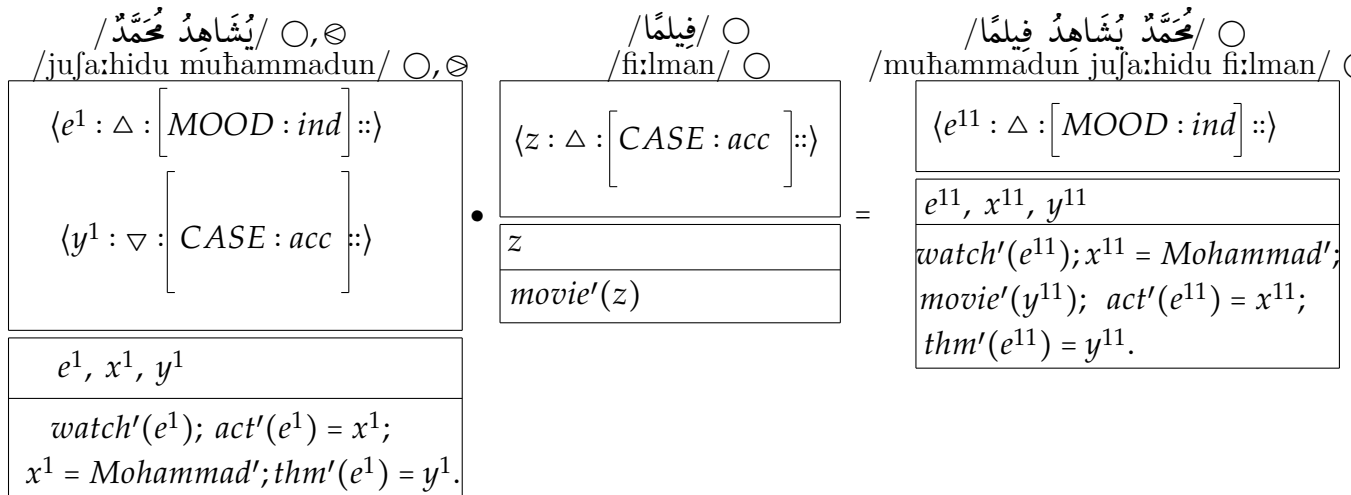 /يُشَاهِدُ مُحَمَّدٌ/ ○, ⧀
/juʃaːhidu muħammadun/ ○, ⧁
⟨e¹ : △ : [MOOD : ind] ::⟩
⟨y¹ : ▽ : [CASE : acc] ::⟩
e¹, x¹, y¹
watch′(e¹); act′(e¹) = x¹;
x¹ = Mohammad′; thm′(e¹) = y¹.
•
/فِيلمًا/ ○
/fiːlman/ ○
⟨z : △ : [CASE : acc ] ::⟩
z
movie′(z)
=
/مُحَمَّدٌ يُشَاهِدُ فِيلمًا/ ○
/muħammadun juʃaːhidu fiːlman/ ○
⟨e¹¹ : △ : [MOOD : ind] ::⟩
e¹¹, x¹¹, y¹¹
watch′(e¹¹); x¹¹ = Mohammad′;
movie′(y¹¹); act′(e¹¹) = x¹¹;
thm′(e¹¹) = y¹¹.